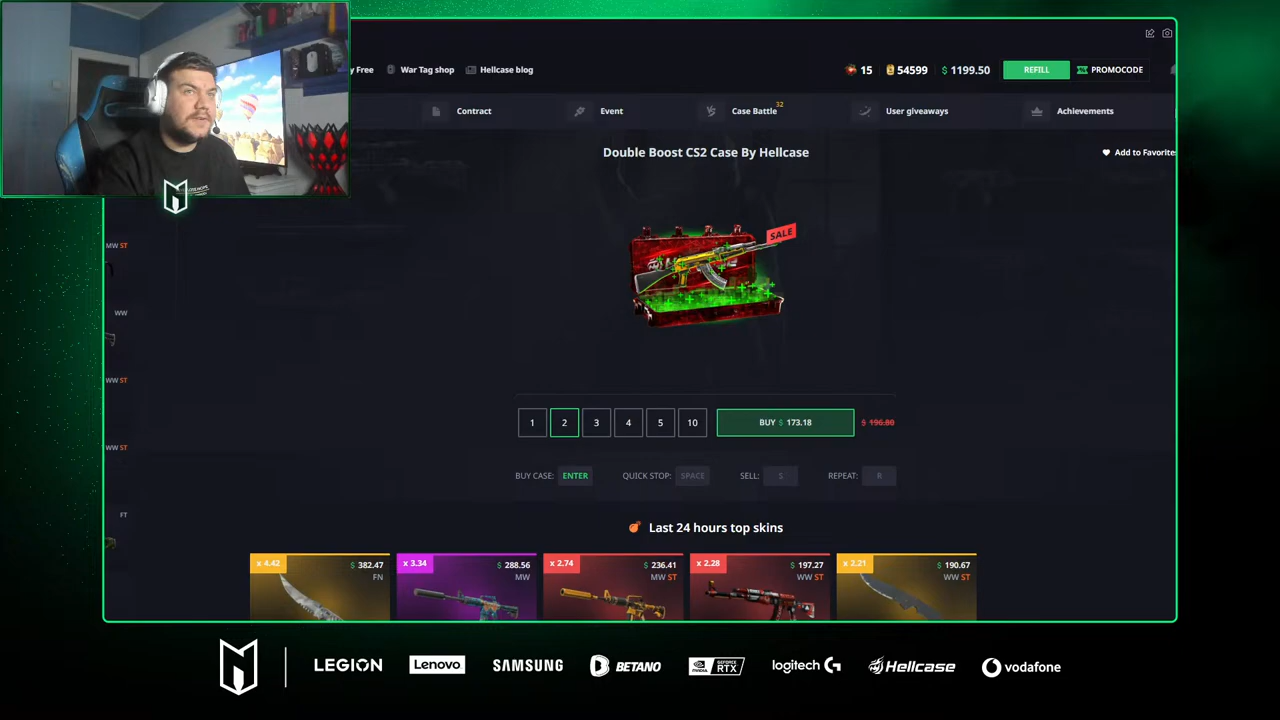 y Free
War Tag shop
Hellcase blog
15
54599
$ 1199.50
REFILL
PROMOCODE
Contract
Event
Case Battle
32
User giveaways
Achievements
Double Boost CS2 Case By Hellcase
Add to Favorites
SALE
MW ST
WW
WW ST
WW ST
FT
1
2
3
4
5
10
BUY $ 173.18
$ 196.80
BUY CASE: ENTER
QUICK STOP: SPACE
SELL: S
REPEAT: R
Last 24 hours top skins
x 4.42
$ 382.47
FN
x 3.34
$ 288.56
MW
x 2.74
$ 236.41
MW ST
x 2.28
$ 197.27
WW ST
x 2.21
$ 190.67
WW ST
LEGION
Lenovo
SAMSUNG
B BETANO
NVIDIA GEFORCE RTX
logitech G
Hellcase
vodafone